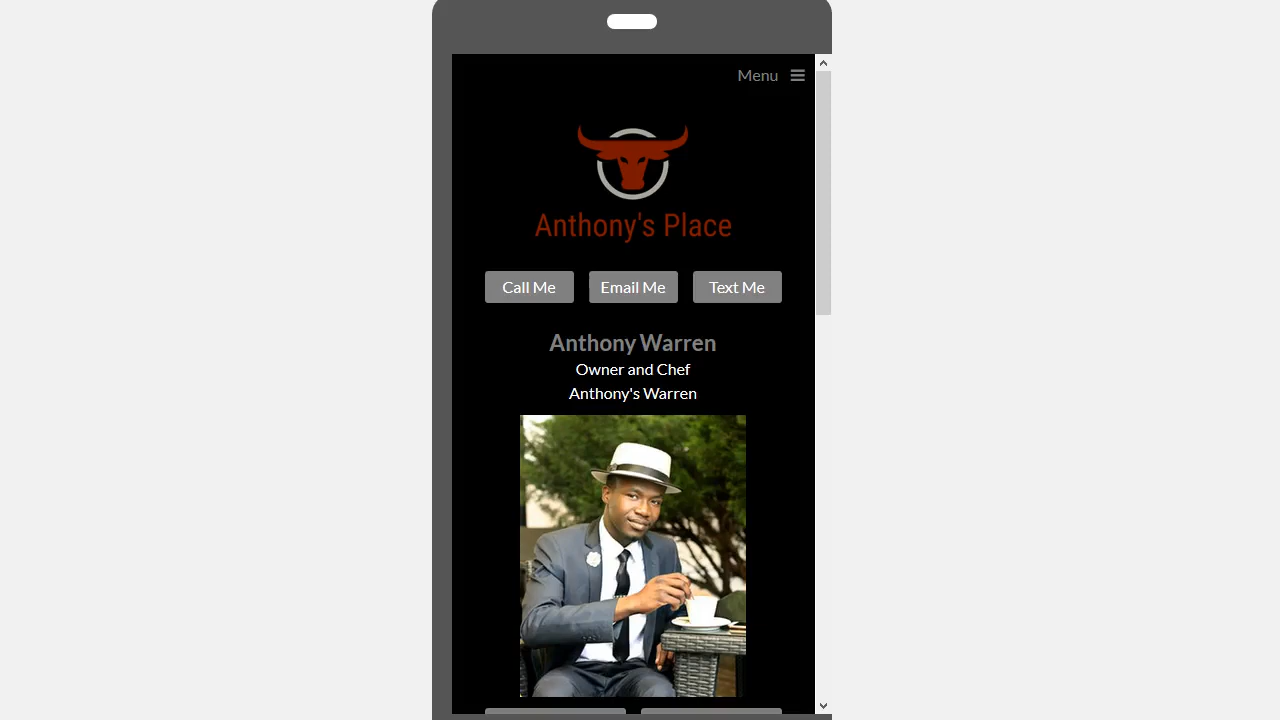 Menu
Anthony's Place
Call Me
Email Me
Text Me
Anthony Warren
Owner and Chef
Anthony's Warren